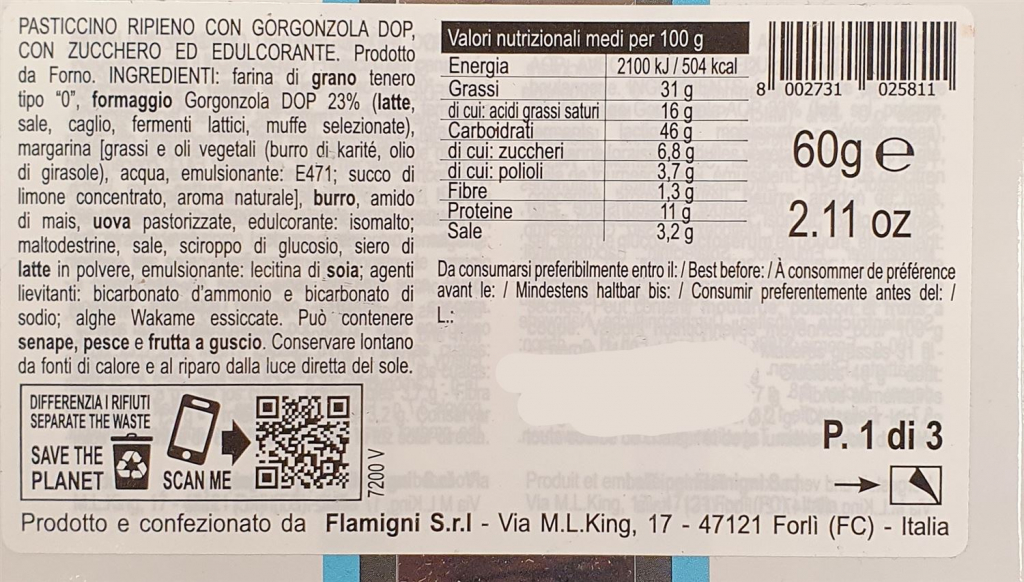 PASTICCINO RIPIENO CON GORGONZOLA DOP,
CON ZUCCHERO ED EDULCORANTE. Prodotto
da Forno. INGREDIENTI: farina di grano tenero
tipo “0”, formaggio Gorgonzola DOP 23% (latte,
sale, caglio, fermenti lattici, muffe selezionate),
margarina [grassi e oli vegetali (burro di karité, olio
di girasole), acqua, emulsionante: E471; succo di
limone concentrato, aroma naturale], burro, amido
di mais, uova pastorizzate, edulcorante: isomalto;
maltodestrine, sale, sciroppo di glucosio, siero di
latte in polvere, emulsionante: lecitina di soia; agenti
lievitanti: bicarbonato d’ammonio e bicarbonato di
sodio; alghe Wakame essiccate. Può contenere
senape, pesce e frutta a guscio. Conservare lontano
da fonti di calore e al riparo dalla luce diretta del sole.
Valori nutrizionali medi per 100 g
Energia 2100 kJ / 504 kcal
Grassi 31 g
di cui: acidi grassi saturi 16 g
Carboidrati 46 g
di cui: zuccheri 6,8 g
di cui: polioli 3,7 g
Fibre 1,3 g
Proteine 11 g
Sale 3,2 g
8 002731 025811
60g e
2.11 oz
Da consumarsi preferibilmente entro il: / Best before: / À consommer de préférence
avant le: / Mindestens haltbar bis: / Consumir preferentemente antes del: /
L.:
DIFFERENZIA I RIFIUTI
SEPARATE THE WASTE
SAVE THE
PLANET
SCAN ME
7200 V
P. 1 di 3
Prodotto e confezionato da Flamigni S.r.l - Via M.L.King, 17 - 47121 Forlì (FC) - Italia